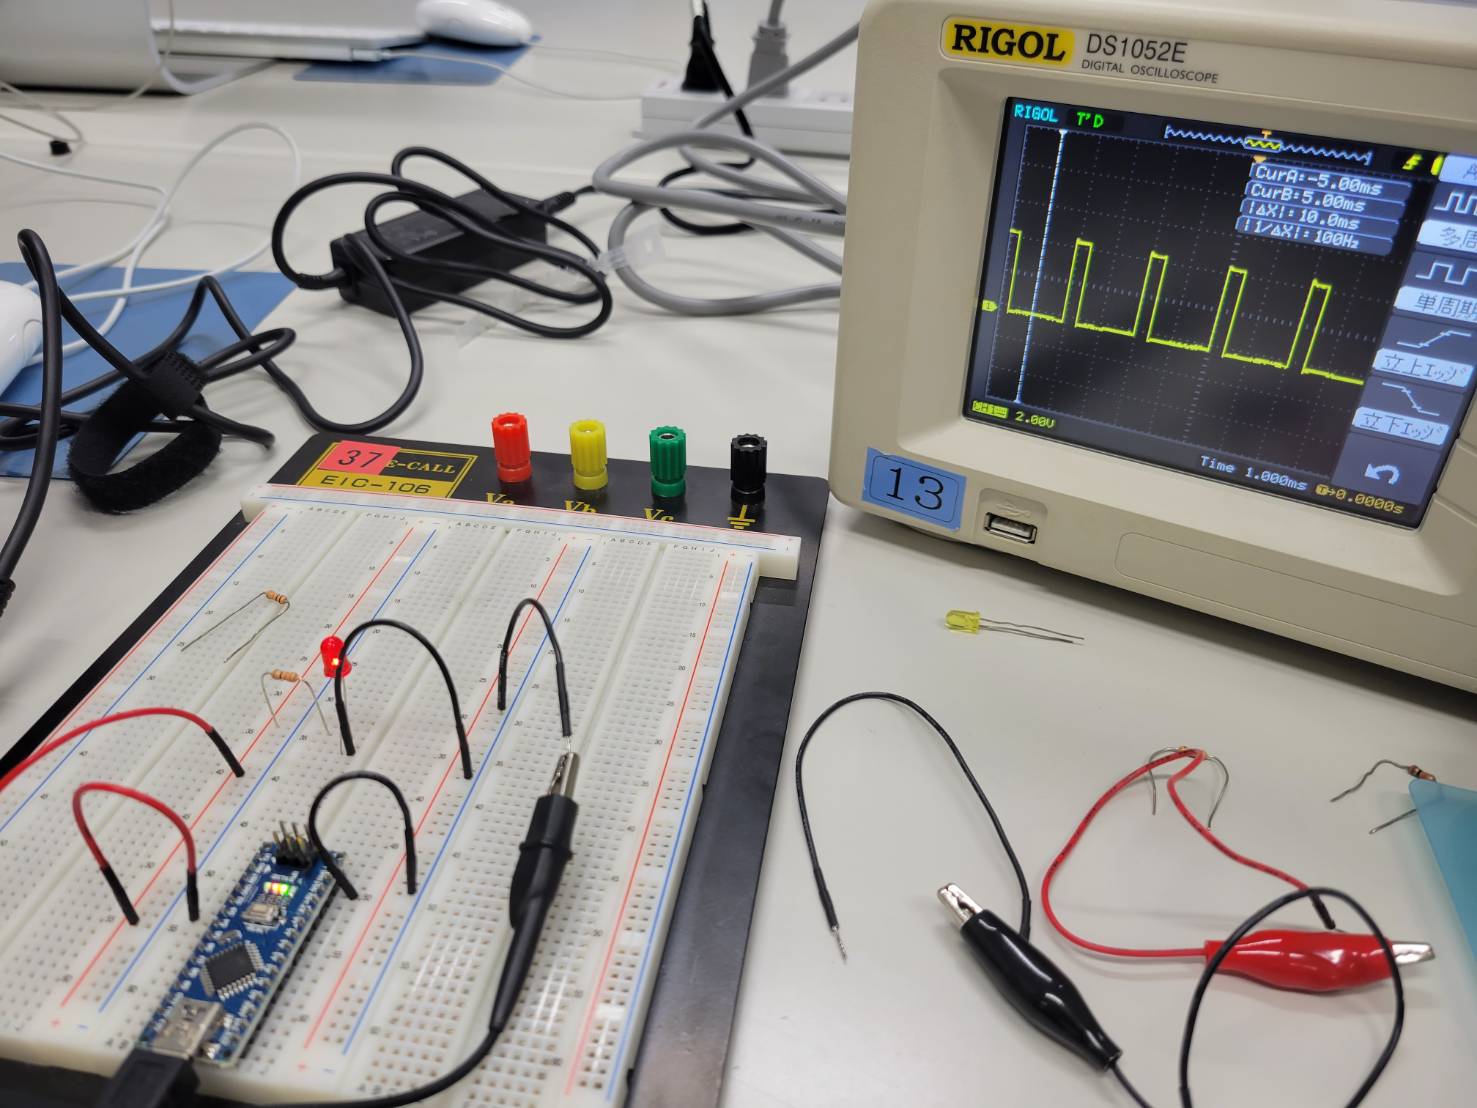 RIGOL DS1052E
DIGITAL OSCILLOSCOPE
RIGOL T'D
CurA:-5.00ms
CurB: 5.00ms
|ΔX|: 10.0ms
|1/ΔX|: 100Hz
単周期
立上エッジ
立下エッジ
CH1 2.00V
Time 1.000ms 0.0000s
13
37
E-CALL
EIC-106
Va
Vb
Vc